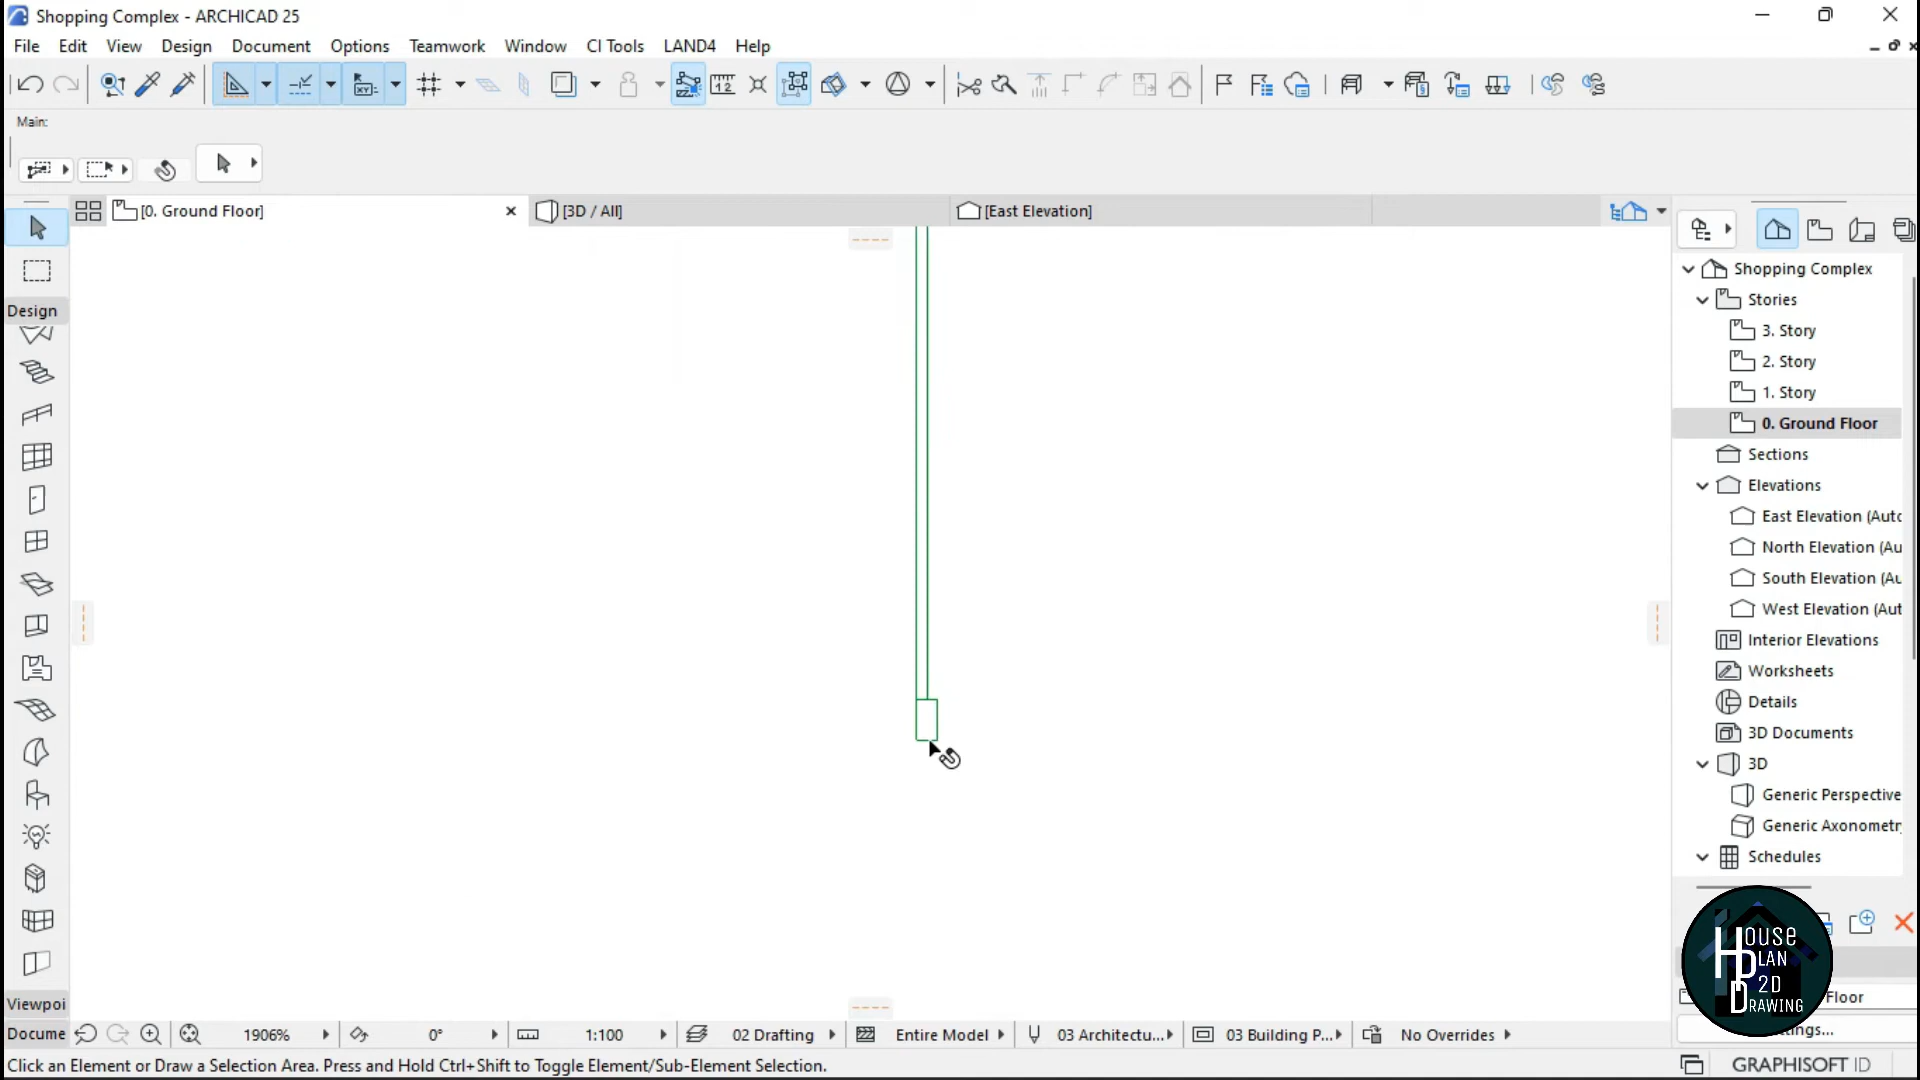 Shopping Complex - ARCHICAD 25
File Edit View Design Document Options Teamwork Window CI Tools LAND4 Help
Main:
[0. Ground Floor]
[3D / All]
[East Elevation]
Design
Shopping Complex
Stories
3. Story
2. Story
1. Story
0. Ground Floor
Sections
Elevations
East Elevation (Autc
North Elevation (Au
South Elevation (Au
West Elevation (Aut
Interior Elevations
Worksheets
Details
3D Documents
3D
Generic Perspective
Generic Axonometr
Schedules
House
Plan
2D
Drawing
Floor
ngs...
Viewpoi
Docume
1906%
0°
1:100
02 Drafting
Entire Model
03 Architectu...
03 Building P...
No Overrides
Click an Element or Draw a Selection Area. Press and Hold Ctrl+Shift to Toggle Element/Sub-Element Selection.
GRAPHISOFT ID